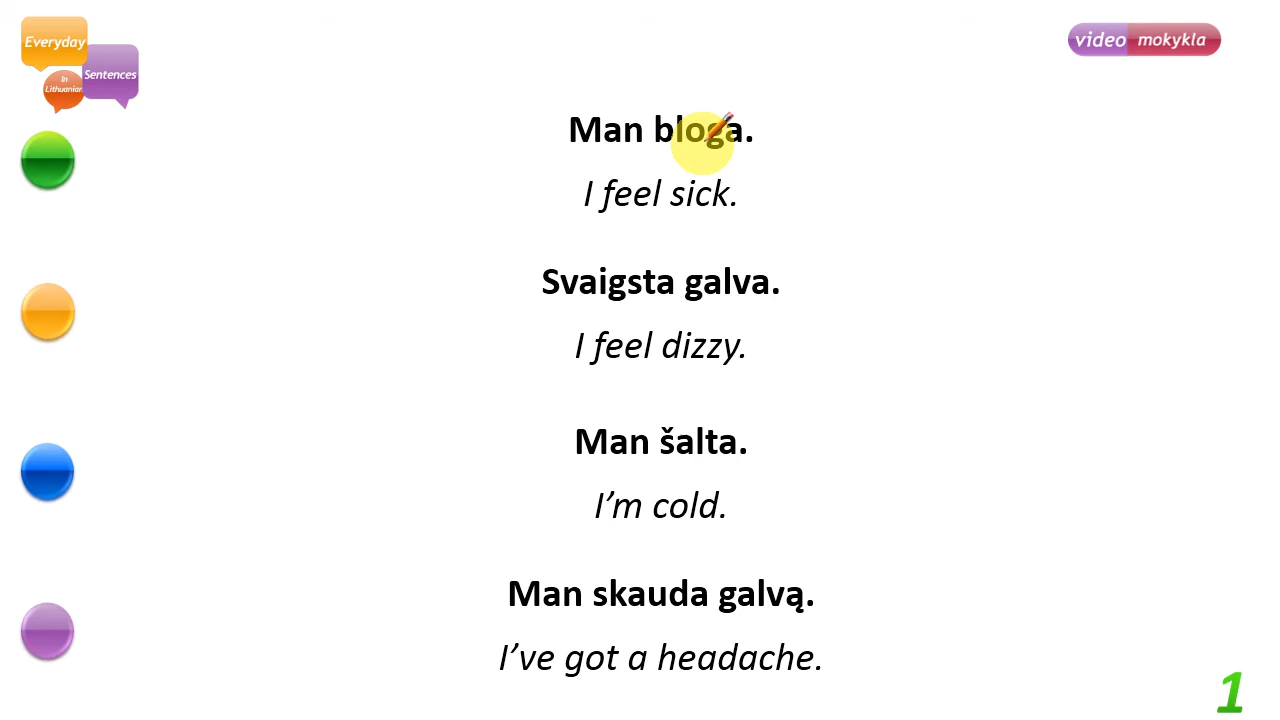 Everyday
In
Lithuanian
Sentences
video mokykla
Man bloga.
I feel sick.
Svaigsta galva.
I feel dizzy.
Man šalta.
I’m cold.
Man skauda galvą.
I’ve got a headache.
1